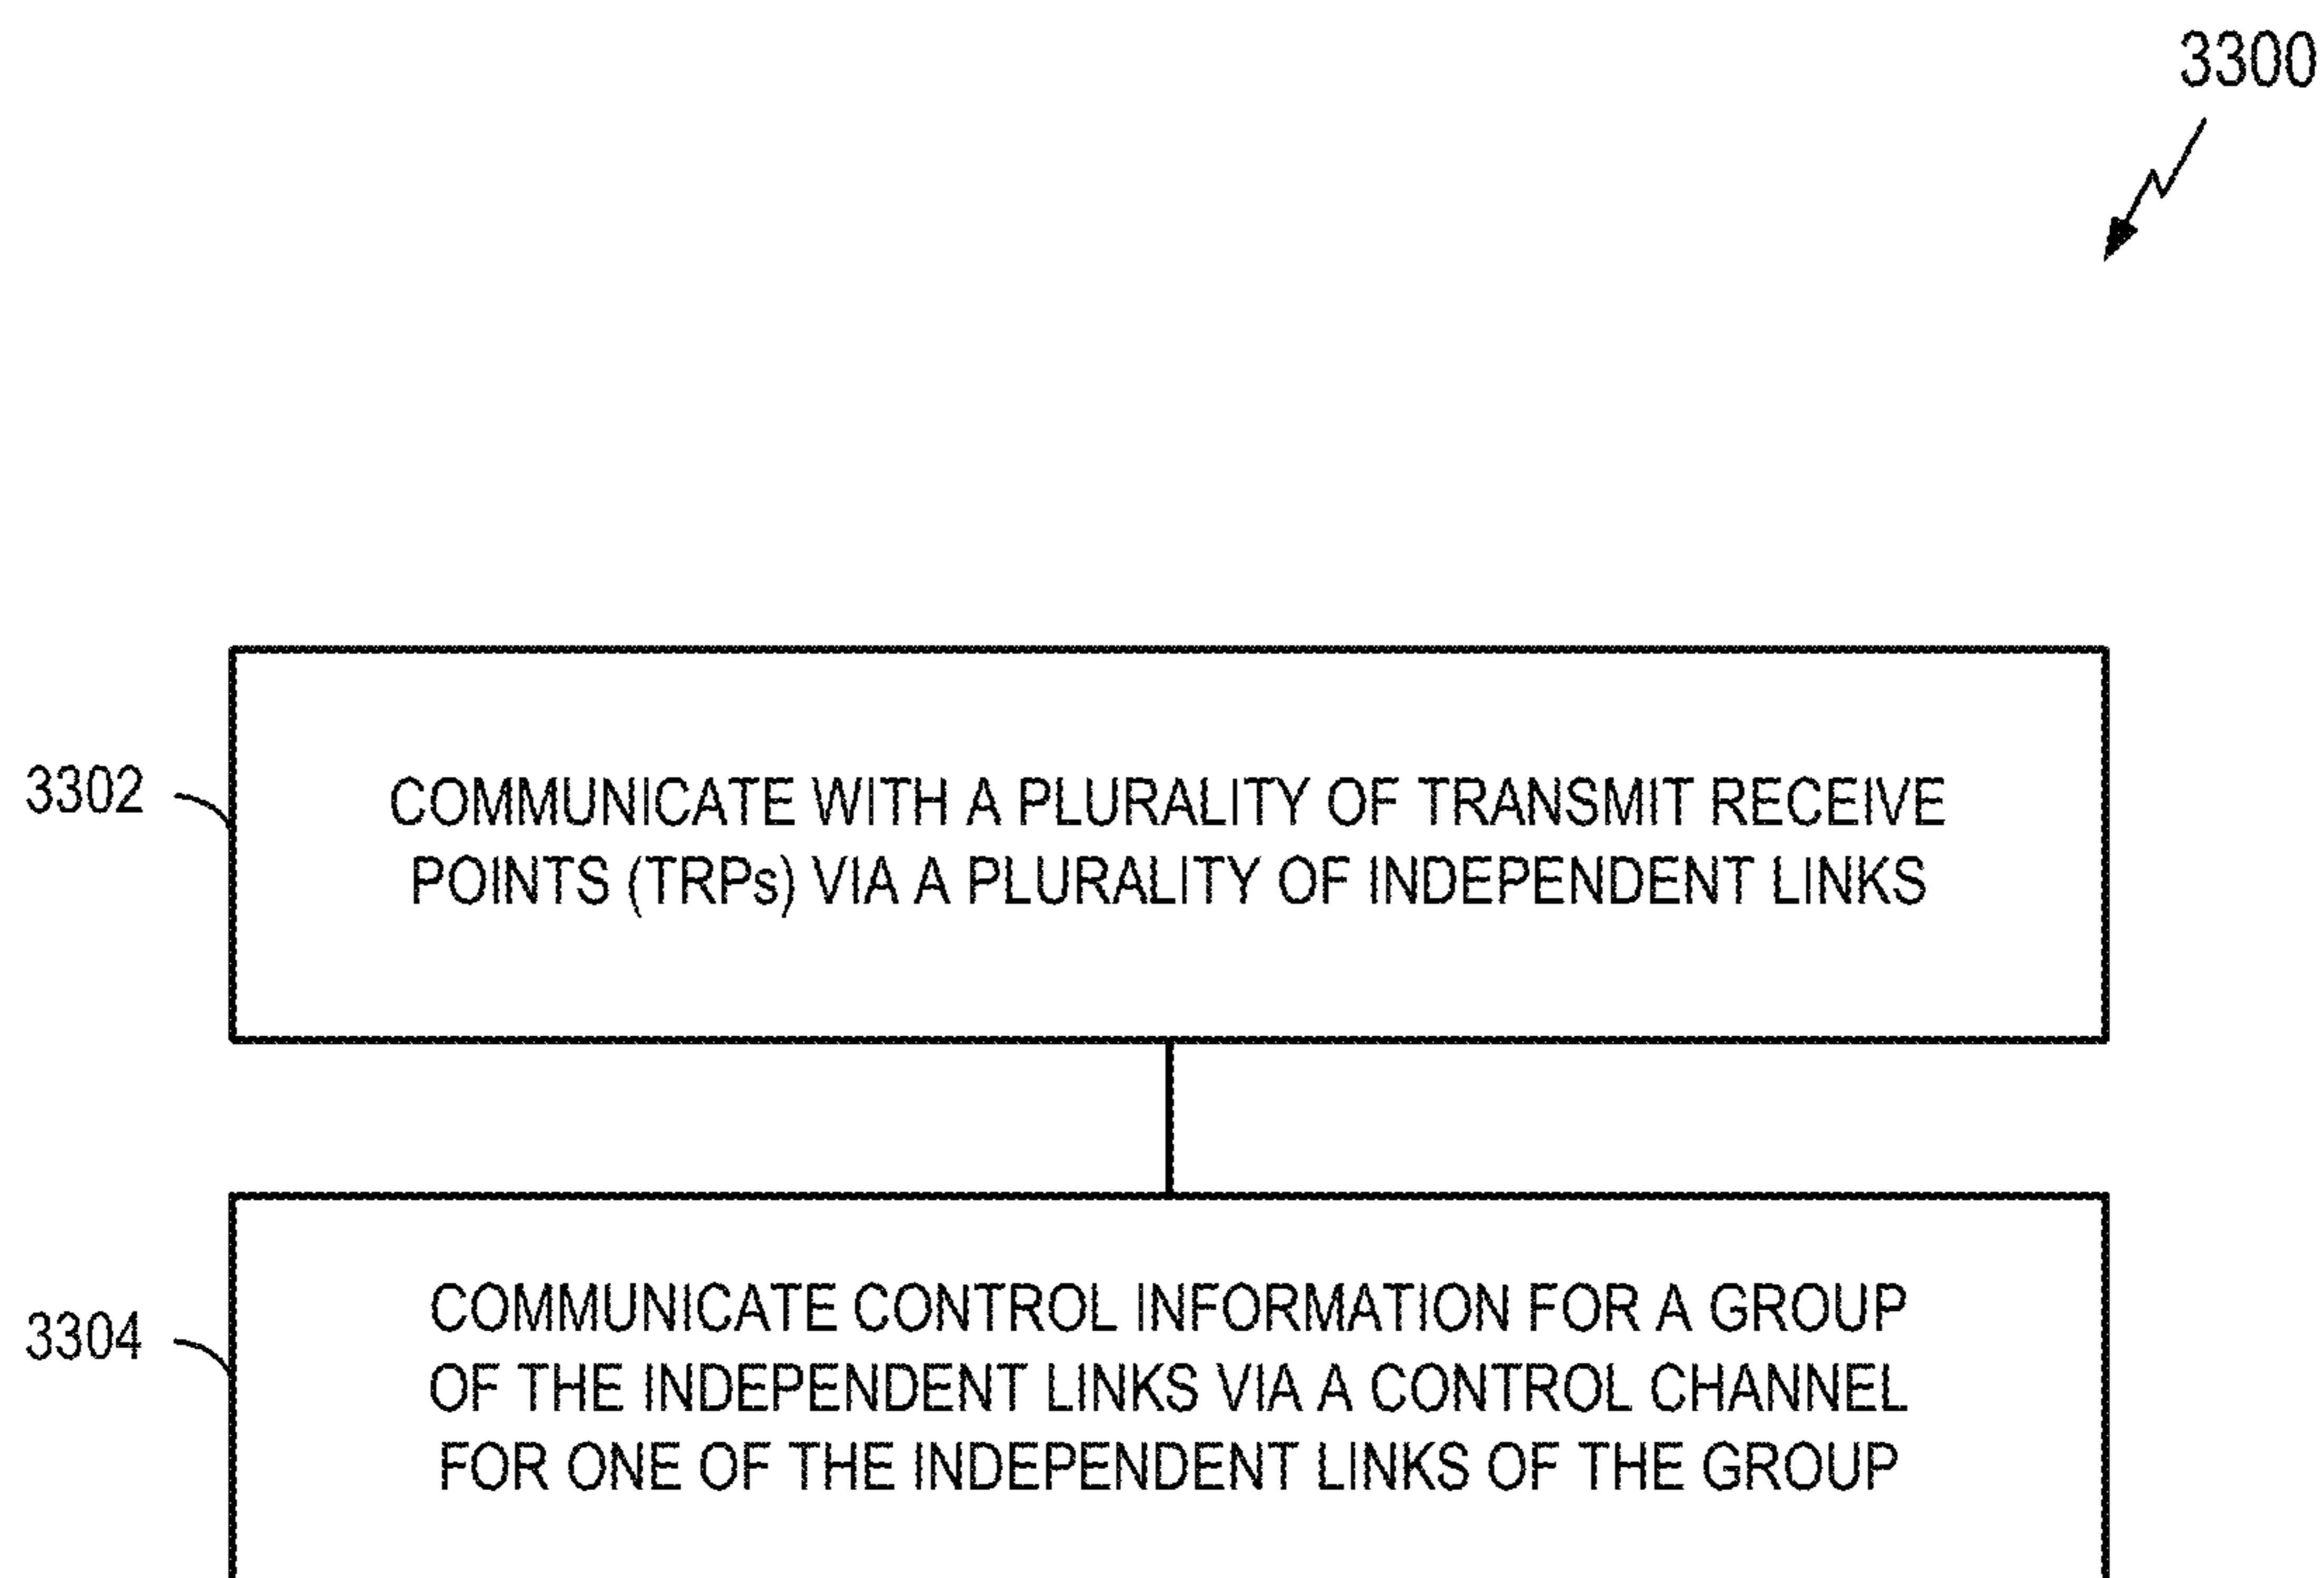 3300
3302
COMMUNICATE WITH A PLURALITY OF TRANSMIT RECEIVE
POINTS (TRPs) VIA A PLURALITY OF INDEPENDENT LINKS
3304
COMMUNICATE CONTROL INFORMATION FOR A GROUP
OF THE INDEPENDENT LINKS VIA A CONTROL CHANNEL
FOR ONE OF THE INDEPENDENT LINKS OF THE GROUP